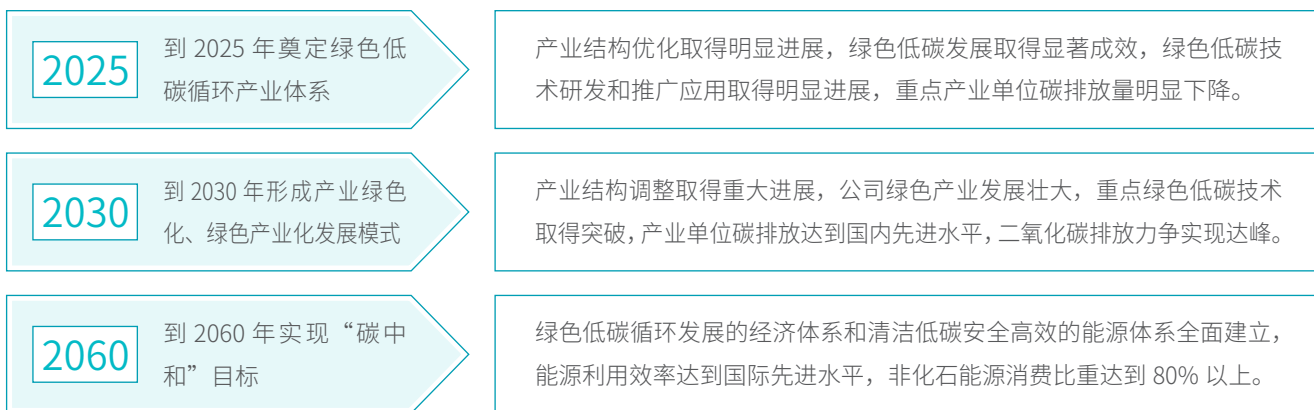 2025
到 2025 年奠定绿色低
碳循环产业体系
产业结构优化取得明显进展，绿色低碳发展取得显著成效，绿色低碳技
术研发和推广应用取得明显进展，重点产业单位碳排放量明显下降。
2030
到 2030 年形成产业绿色
化、绿色产业化发展模式
产业结构调整取得重大进展，公司绿色产业发展壮大，重点绿色低碳技术
取得突破，产业单位碳排放达到国内先进水平，二氧化碳排放力争实现达峰。
2060
到 2060 年实现“碳中
和”目标
绿色低碳循环发展的经济体系和清洁低碳安全高效的能源体系全面建立，
能源利用效率达到国际先进水平，非化石能源消费比重达到 80% 以上。